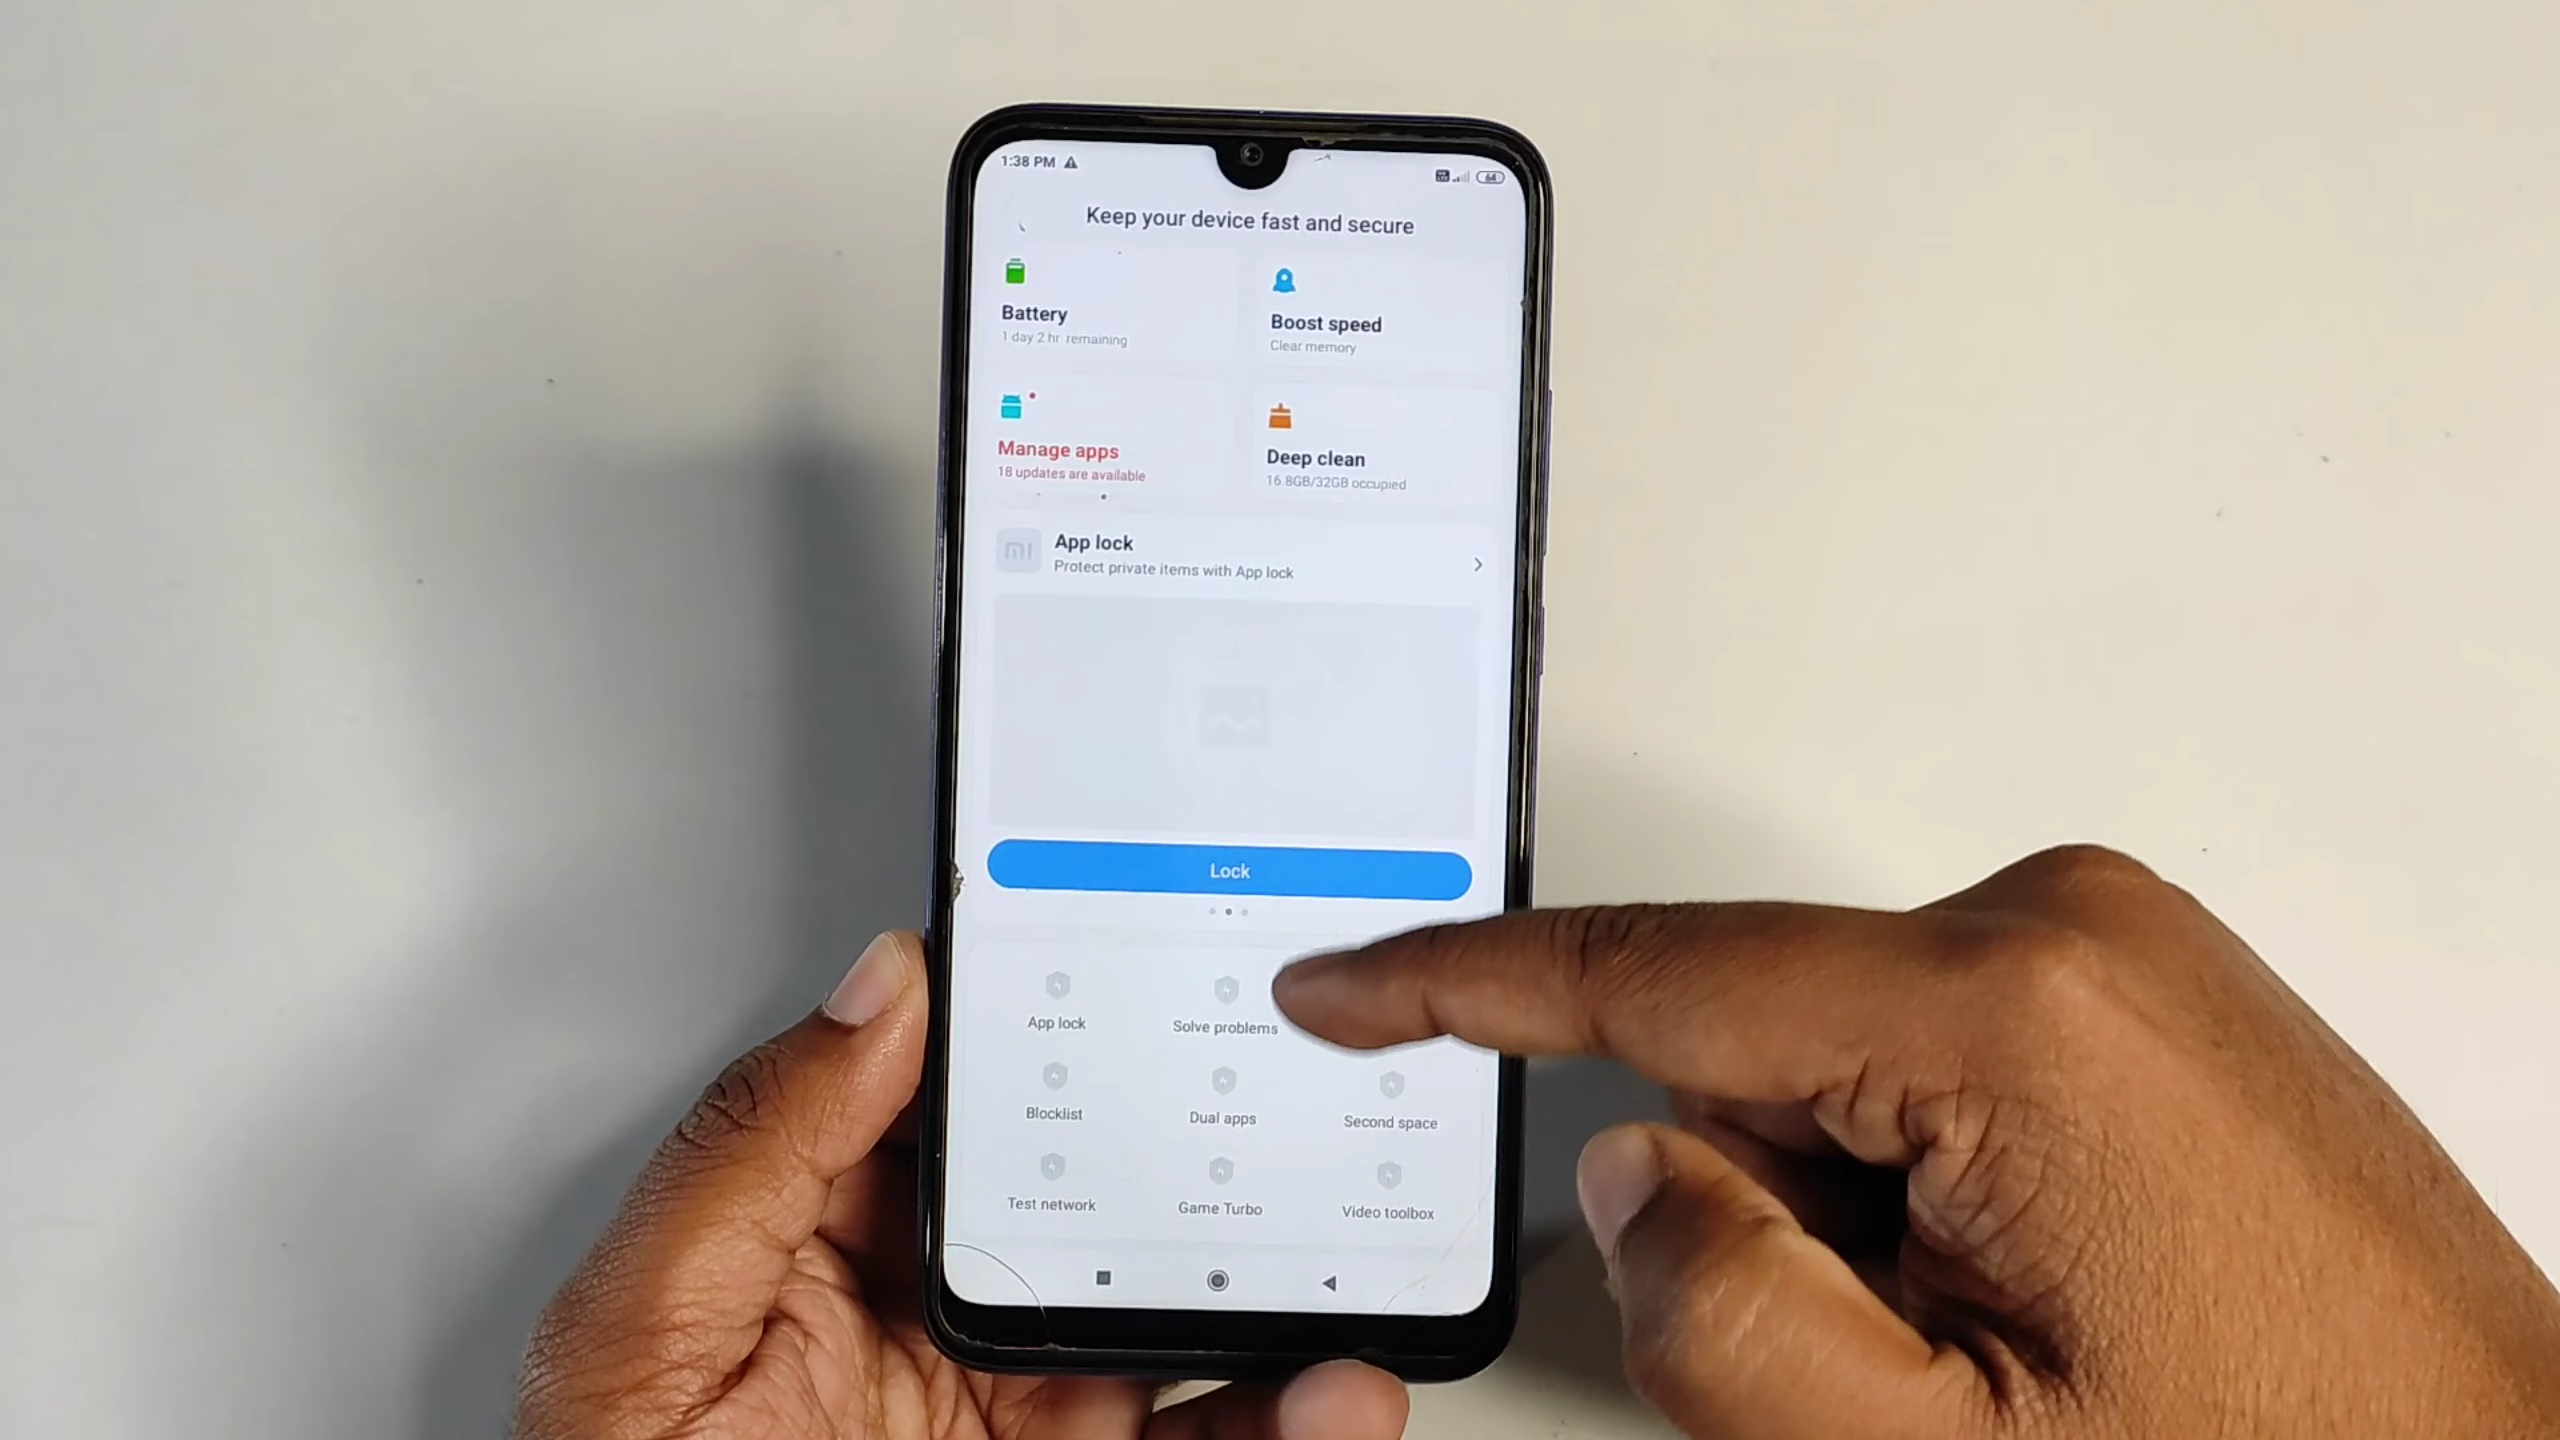 1:38 PM
64
Keep your device fast and secure
Battery
1 day 2 hr remaining
Boost speed
Clear memory
Manage apps
18 updates are available
Deep clean
16.8GB/32GB occupied
mi
App lock
Protect private items with App lock
Lock
App lock
Solve problems
Blocklist
Dual apps
Second space
Test network
Game Turbo
Video toolbox